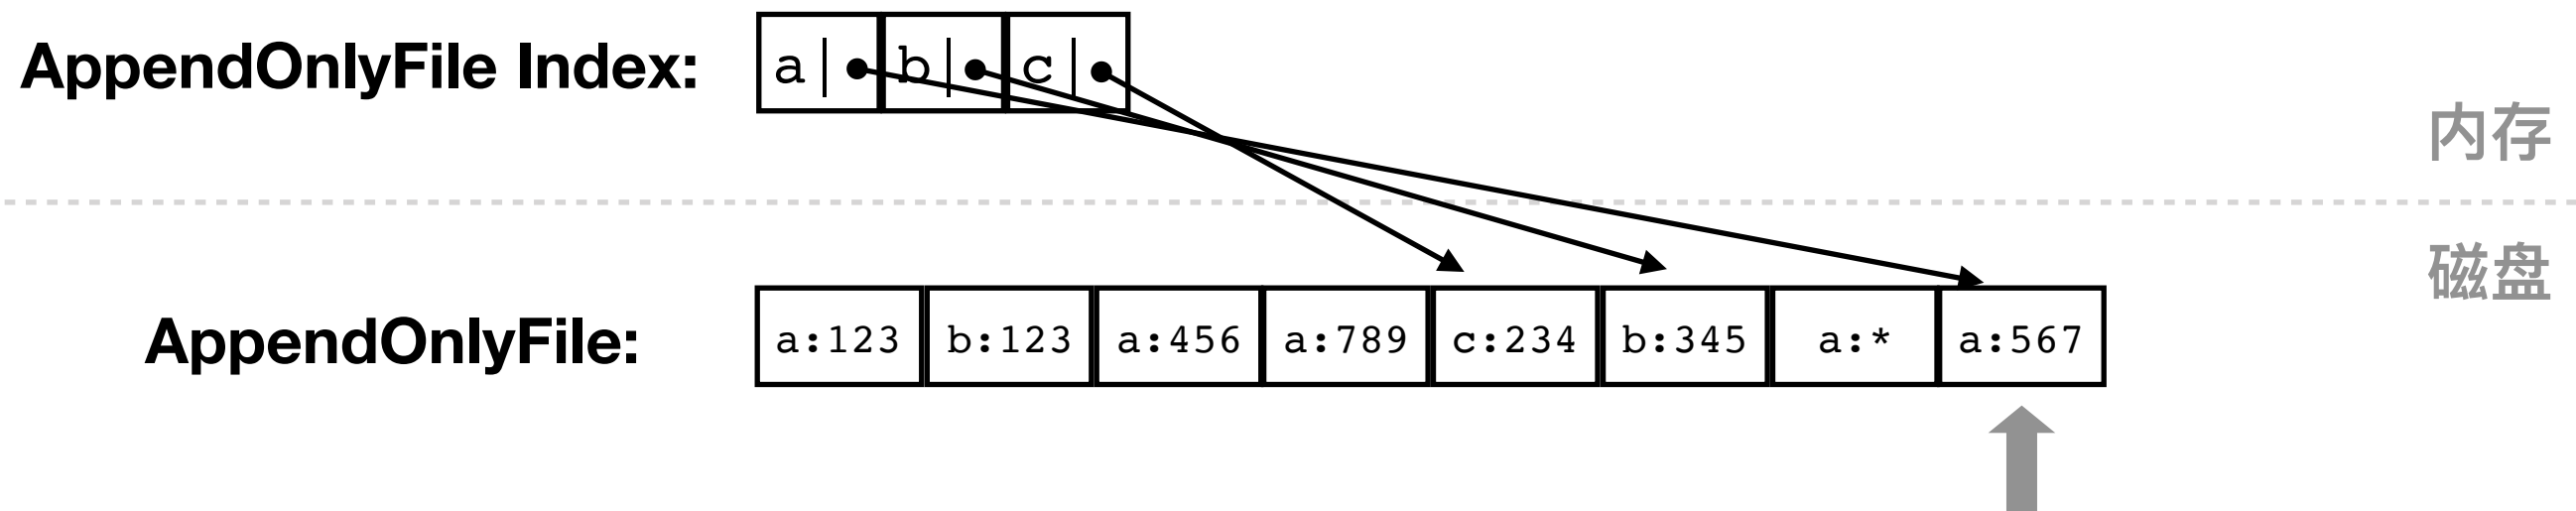 AppendOnlyFile Index: a b c
内存
磁盘
AppendOnlyFile: a:123 b:123 a:456 a:789 c:234 b:345 a:* a:567